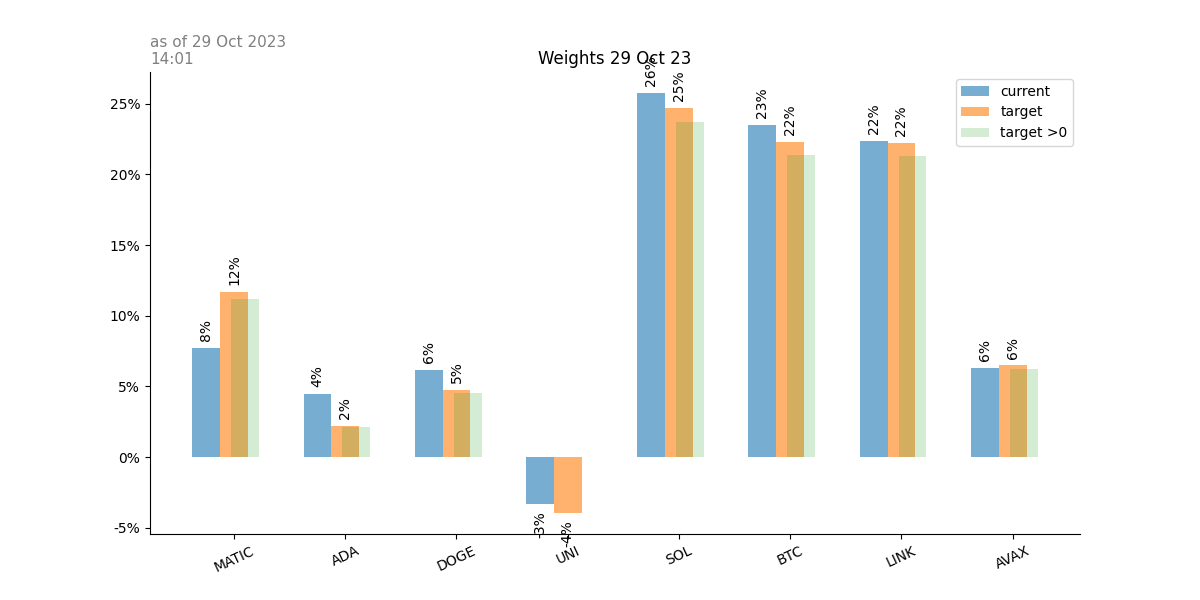 as of 29 Oct 2023
14:01
Weights 29 Oct 23
current
target
target >0
25%
20%
15%
10%
5%
0%
-5%
8%
12%
4%
2%
6%
5%
-3%
-4%
26%
25%
23%
22%
22%
22%
6%
6%
MATIC
ADA
DOGE
UNI
SOL
BTC
LINK
AVAX